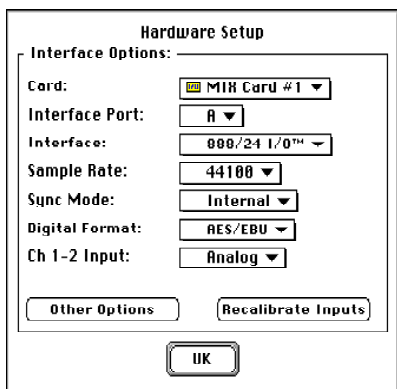 Hardware Setup
Interface Options:
Card: MIX Card #1
Interface Port: A
Interface: 888/24 I/O™
Sample Rate: 44100
Sync Mode: Internal
Digital Format: AES/EBU
Ch 1-2 Input: Analog
Other Options Recalibrate Inputs
OK